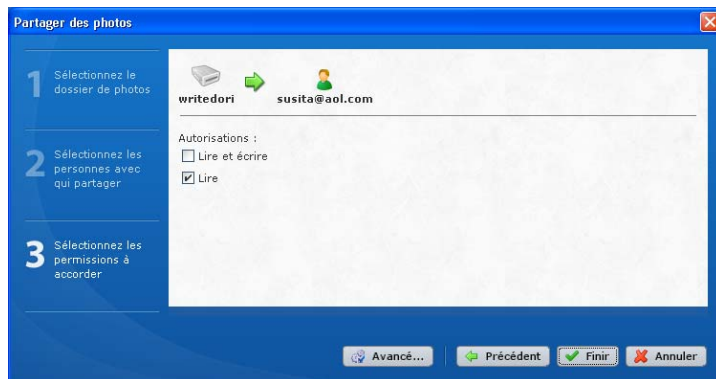 Partager des photos
1 Sélectionnez le
dossier de photos
2 Sélectionnez les
personnes avec
qui partager
3 Sélectionnez les
permissions à
accorder
writedori susita@aol.com
Autorisations :
Lire et écrire
Lire
Avancé... Précédent Finir Annuler